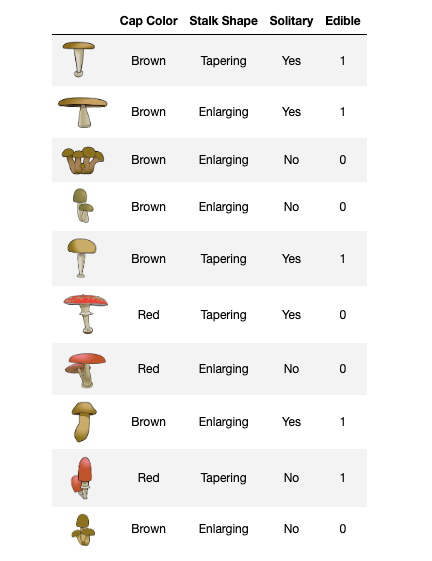 Cap Color Stalk Shape Solitary Edible
Brown Tapering Yes 1
Brown Enlarging Yes 1
Brown Enlarging No 0
Brown Enlarging No 0
Brown Tapering Yes 1
Red Tapering Yes 0
Red Enlarging No 0
Brown Enlarging Yes 1
Red Tapering No 1
Brown Enlarging No 0